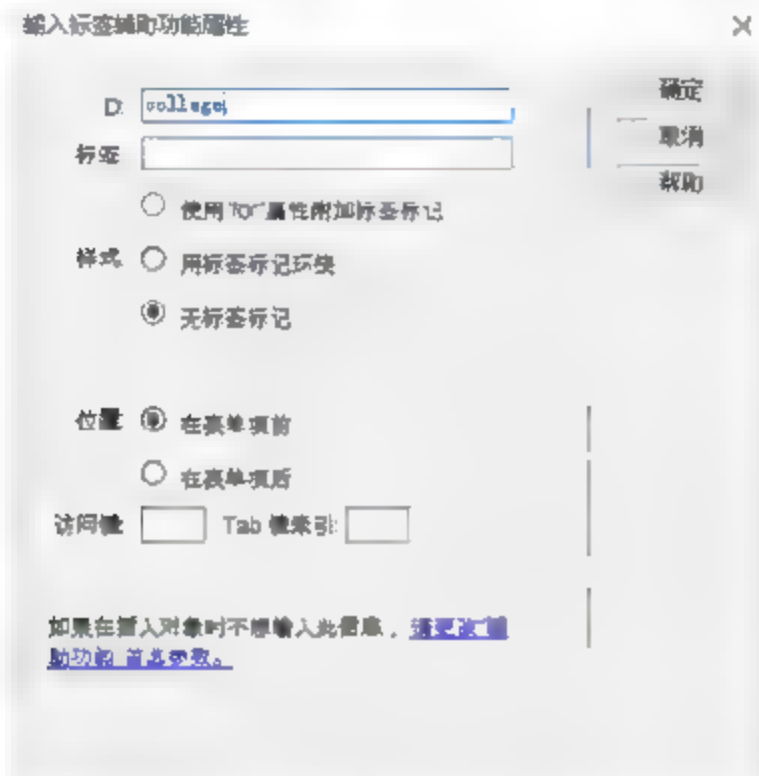 输入标签辅助功能属性
ID: college
标签:
使用"for"属性附加标签标记
样式: 用标签标记环绕
无标签标记
位置: 在表单项前
在表单项后
访问键: Tab 键索引:
如果在插入对象时不想输入此信息，请更改"辅
助功能"首选参数。
确定
取消
帮助